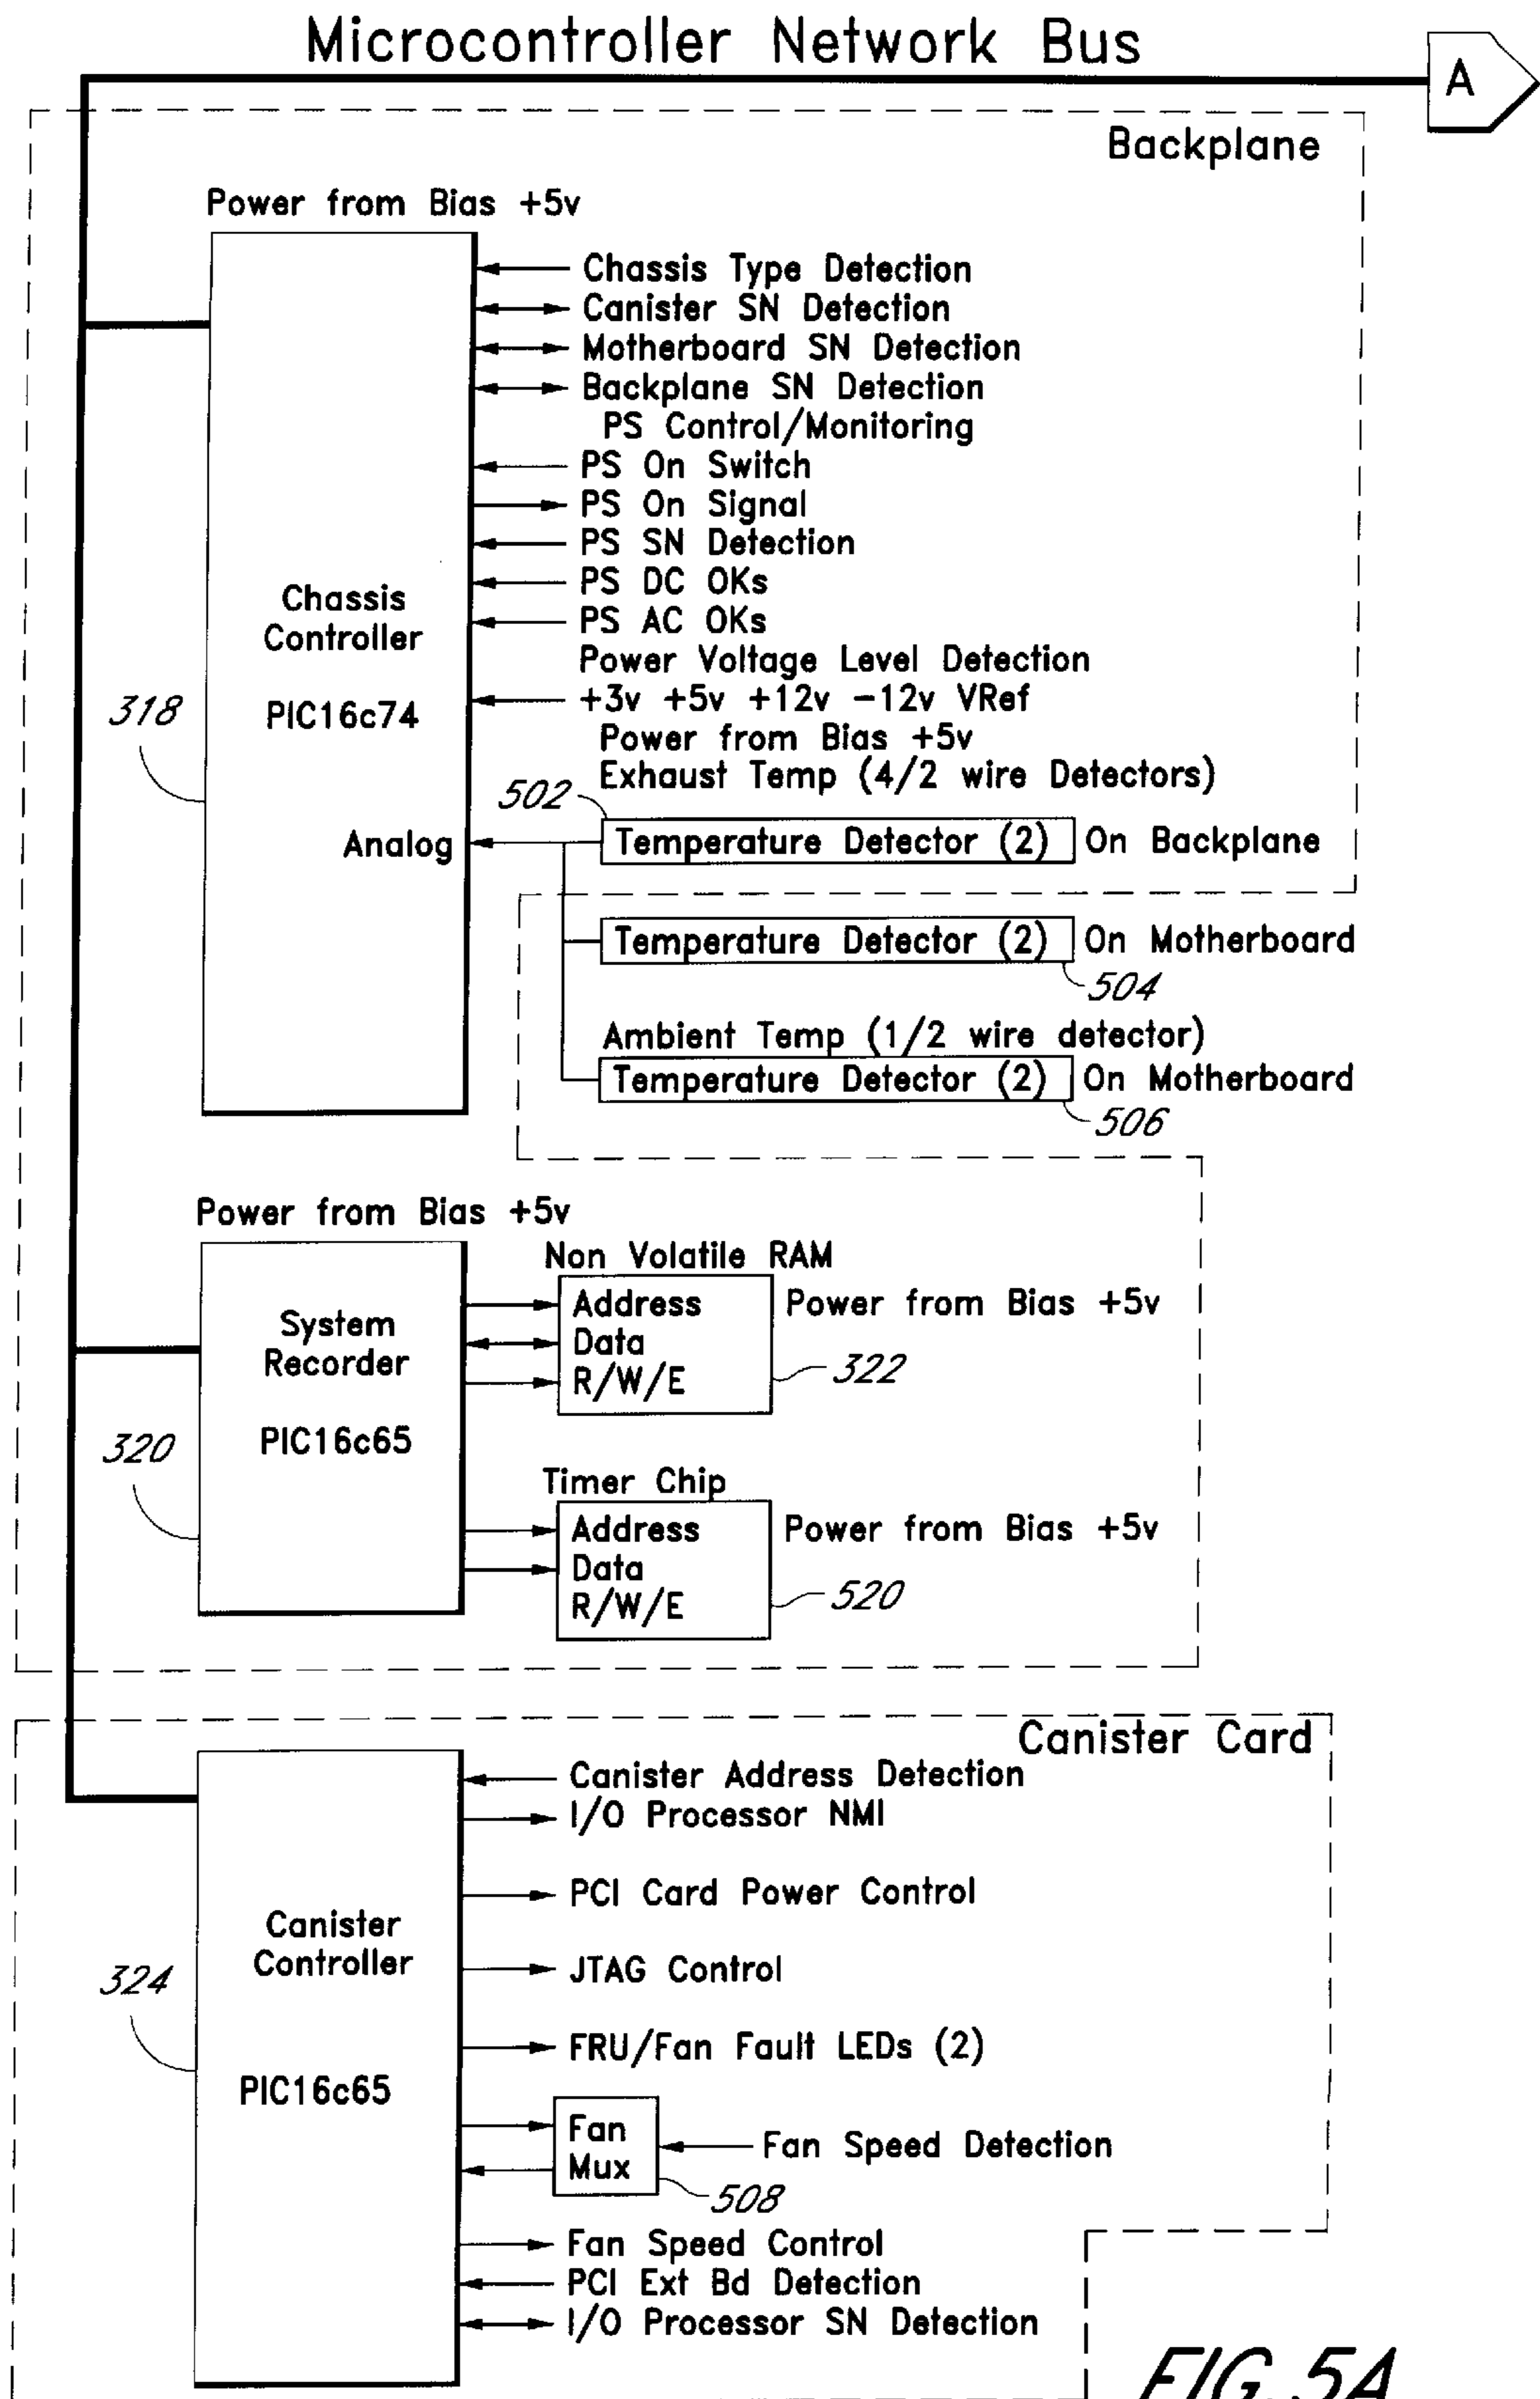 Microcontroller Network Bus
A
Backplane
Power from Bias +5v
Chassis Type Detection
Canister SN Detection
Motherboard SN Detection
Backplane SN Detection
PS Control/Monitoring
PS On Switch
PS On Signal
PS SN Detection
PS DC OKs
PS AC OKs
Power Voltage Level Detection
+3v +5v +12v -12v VRef
Power from Bias +5v
Exhaust Temp (4/2 wire Detectors)
Chassis
Controller
PIC16c74
318
Analog
502
Temperature Detector (2) On Backplane
Temperature Detector (2) On Motherboard
504
Ambient Temp (1/2 wire detector)
Temperature Detector (2) On Motherboard
506
Power from Bias +5v
System
Recorder
PIC16c65
320
Non Volatile RAM
Address
Data
R/W/E
Power from Bias +5v
322
Timer Chip
Address
Data
R/W/E
Power from Bias +5v
520
Canister Card
Canister
Controller
PIC16c65
324
Canister Address Detection
I/O Processor NMI
PCI Card Power Control
JTAG Control
FRU/Fan Fault LEDs (2)
Fan
Mux
Fan Speed Detection
508
Fan Speed Control
PCI Ext Bd Detection
I/O Processor SN Detection
FIG. 5A